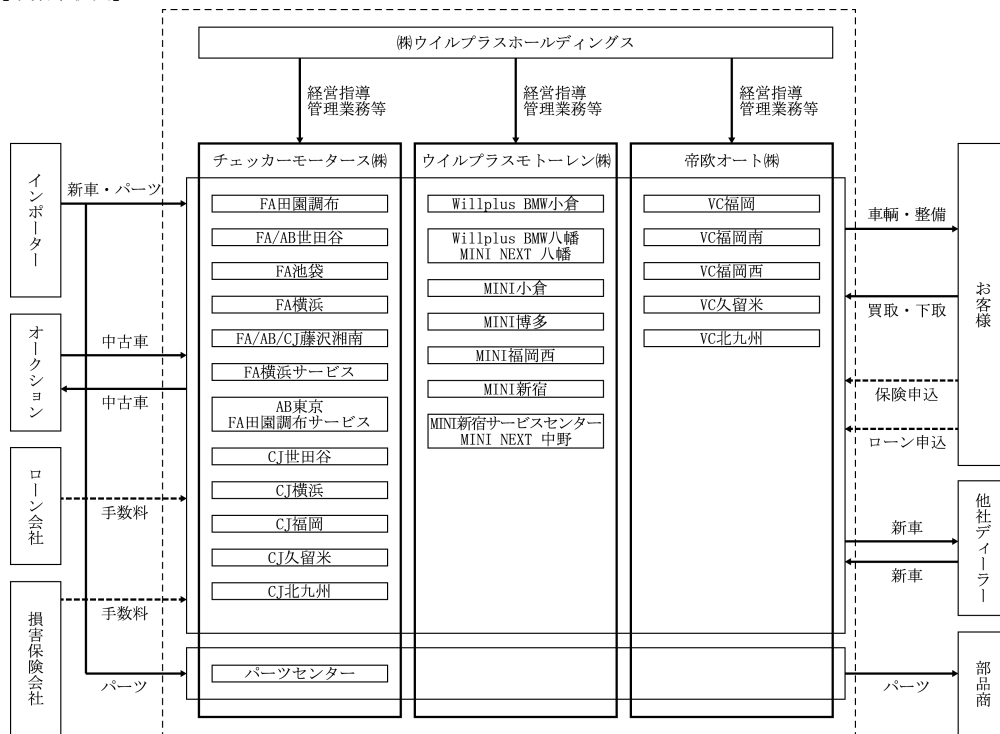 ㈱ウイルプラスホールディングス
経営指導
管理業務等
経営指導
管理業務等
経営指導
管理業務等
インポーター
オークション
ローン会社
損害保険会社
新車・パーツ
中古車
中古車
手数料
手数料
パーツ
チェッカーモータース㈱
FA田園調布
FA/AB世田谷
FA池袋
FA横浜
FA/AB/CJ藤沢湘南
FA横浜サービス
AB東京
FA田園調布サービス
CJ世田谷
CJ横浜
CJ福岡
CJ久留米
CJ北九州
パーツセンター
ウイルプラスモトーレン㈱
Willplus BMW小倉
Willplus BMW八幡
MINI NEXT 八幡
MINI小倉
MINI博多
MINI福岡西
MINI新宿
MINI新宿サービスセンター
MINI NEXT 中野
帝欧オート㈱
VC福岡
VC福岡南
VC福岡西
VC久留米
VC北九州
車輌・整備
買取・下取
保険申込
ローン申込
新車
新車
パーツ
お客様
他社ディーラー
部品商